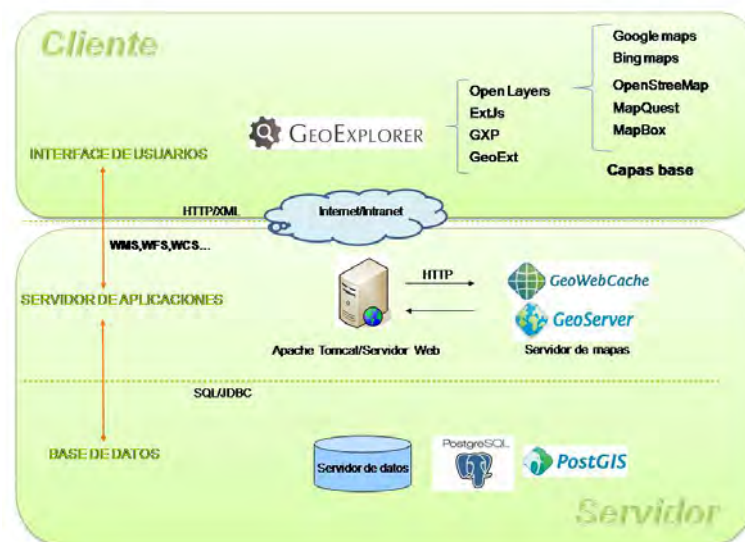 Cliente
Google maps
Bing maps
OpenStreeMap
MapQuest
MapBox
Capas base
Open Layers
ExtJs
GXP
GeoExt
GEOEXPLORER
INTERFACE DE USUARIOS
HTTP/XML
Internet/Intranet
WMS,WFS,WCS...
HTTP
GeoWebCache
GeoServer
SERVIDOR DE APLICACIONES
Apache Tomcat/Servidor Web
Servidor de mapas
SQL/JDBC
BASE DE DATOS
Servidor de datos
PostgreSQL
PostGIS
Servidor